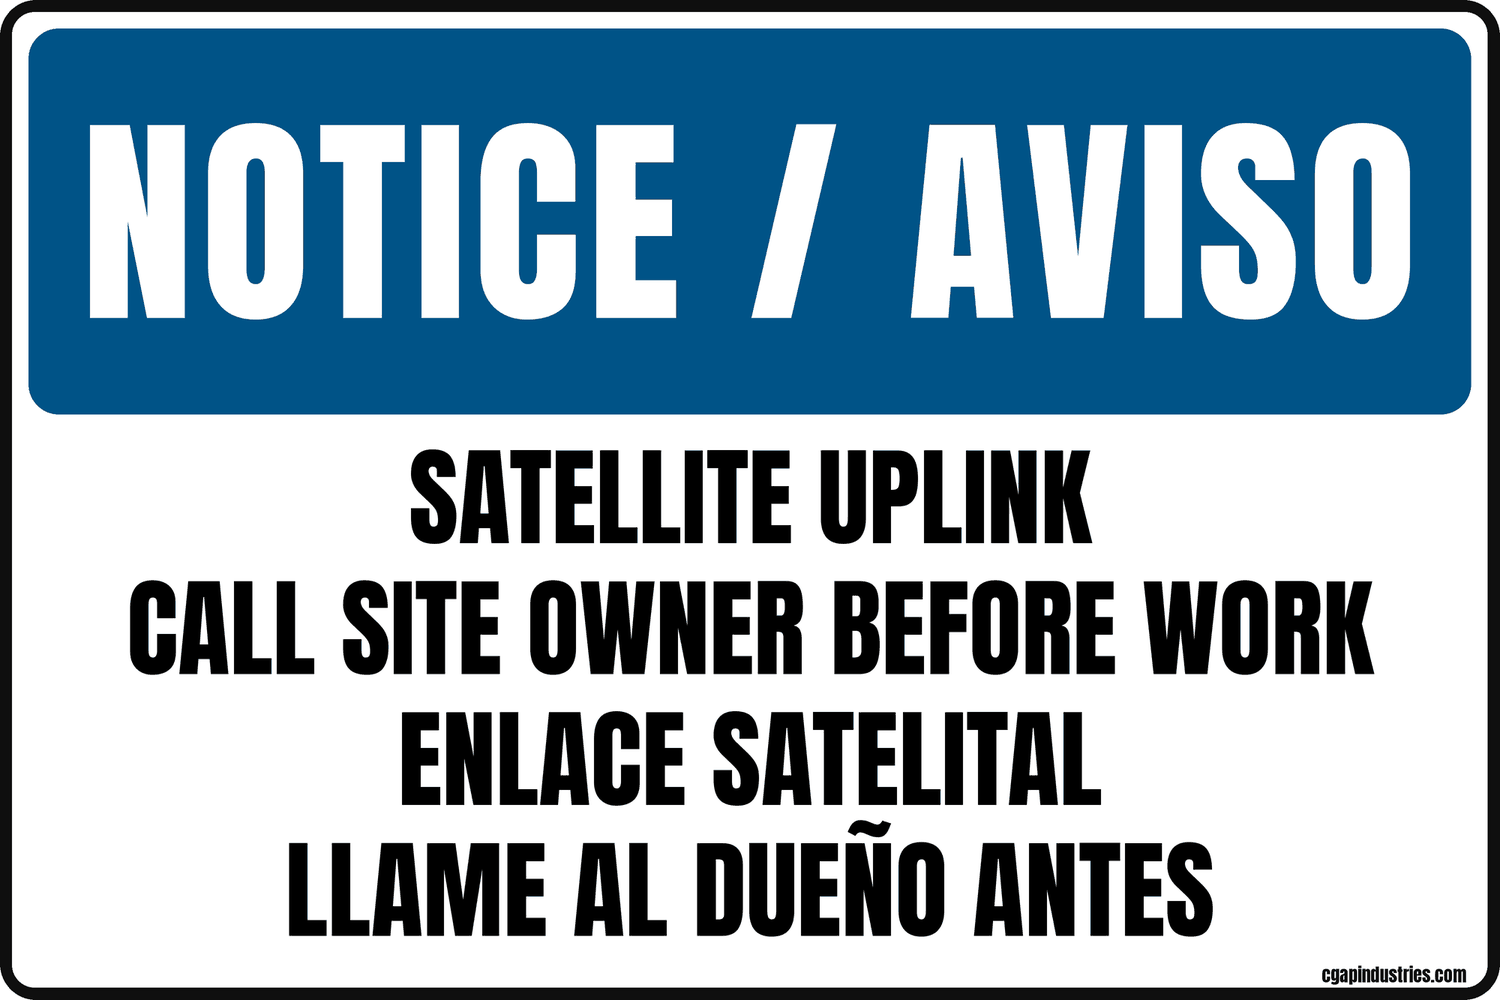 NOTICE / AVISO
SATELLITE UPLINK
CALL SITE OWNER BEFORE WORK
ENLACE SATELITAL
LLAME AL DUEÑO ANTES
cgapindustries.com